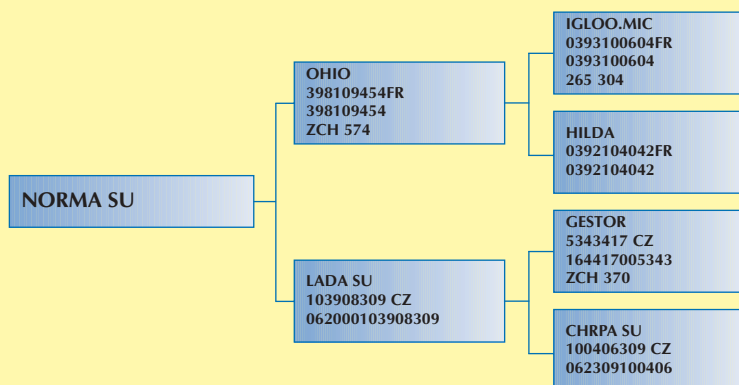 NORMA SU
OHIO
398109454FR
398109454
ZCH 574
LADA SU
103908309 CZ
062000103908309
IGLOO.MIC
0393100604FR
0393100604
265 304
HILDA
0392104042FR
0392104042
GESTOR
5343417 CZ
164417005343
ZCH 370
CHRPA SU
100406309 CZ
062309100406